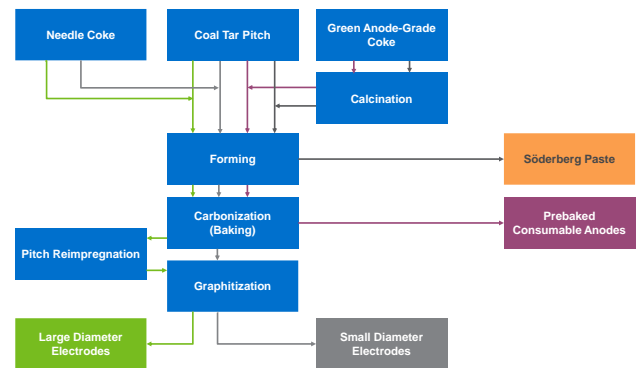 Needle Coke
Coal Tar Pitch
Green Anode-Grade
Coke
Calcination
Forming
Söderberg Paste
Carbonization
(Baking)
Prebaked
Consumable Anodes
Pitch Reimpregnation
Graphitization
Large Diameter
Electrodes
Small Diameter
Electrodes